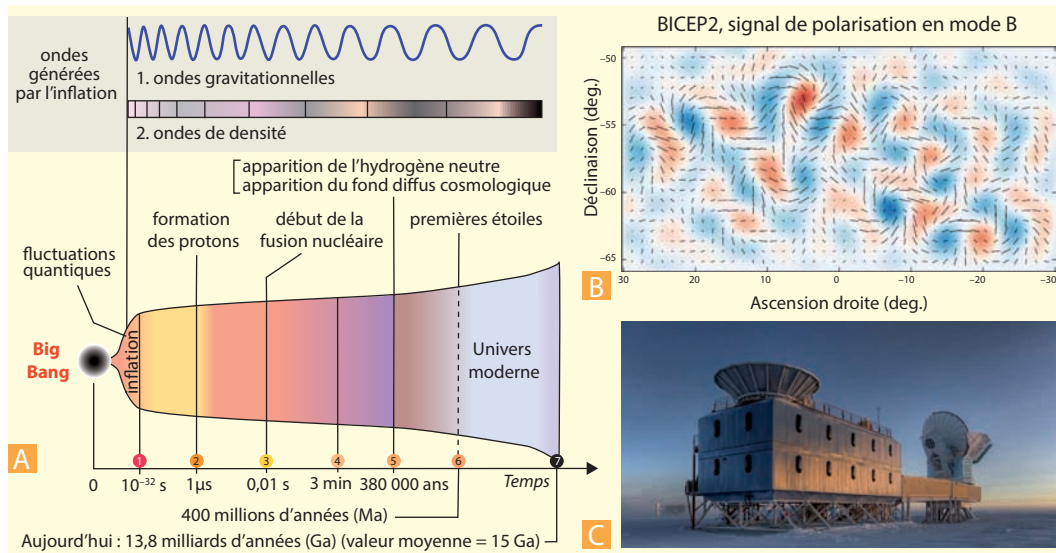 ondes
générées
par l'inflation
1. ondes gravitationnelles
2. ondes de densité
apparition de l'hydrogène neutre
apparition du fond diffus cosmologique
fluctuations
quantiques
formation
des protons
début de la
fusion nucléaire
premières étoiles
Big
Bang
inflation
Univers
moderne
A
1 2 3 4 5 6 7
0 10⁻³² s 1µs 0,01 s 3 min 380 000 ans Temps
400 millions d'années (Ma)
Aujourd'hui : 13,8 milliards d'années (Ga) (valeur moyenne = 15 Ga)
BICEP2, signal de polarisation en mode B
Déclinaison (deg.)
−50
−55
−60
−65
30 20 10 0 −10 −20 −30
Ascension droite (deg.)
B
C